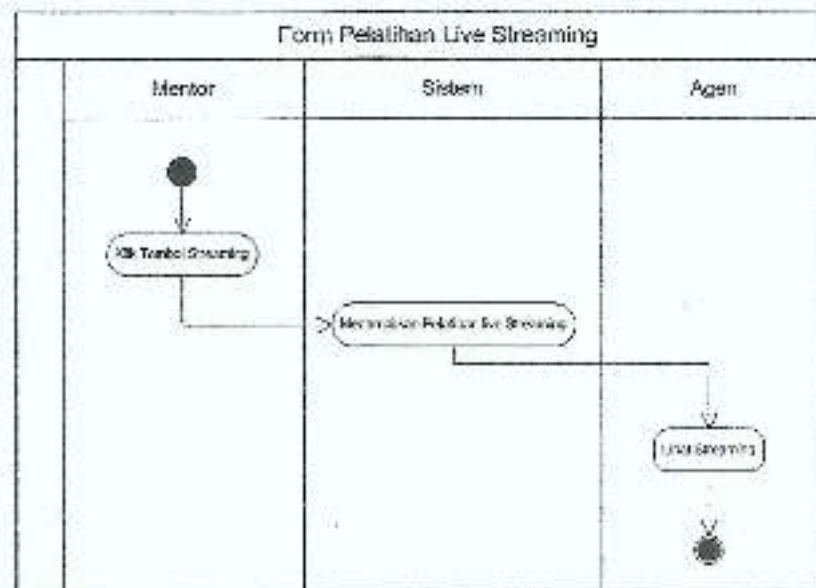 Form Pelatihan Live Streaming
Mentor
Sistem
Agen
Klik Tombol Streaming
Menampilkan Pelatihan live Streaming
Lihat Streaming